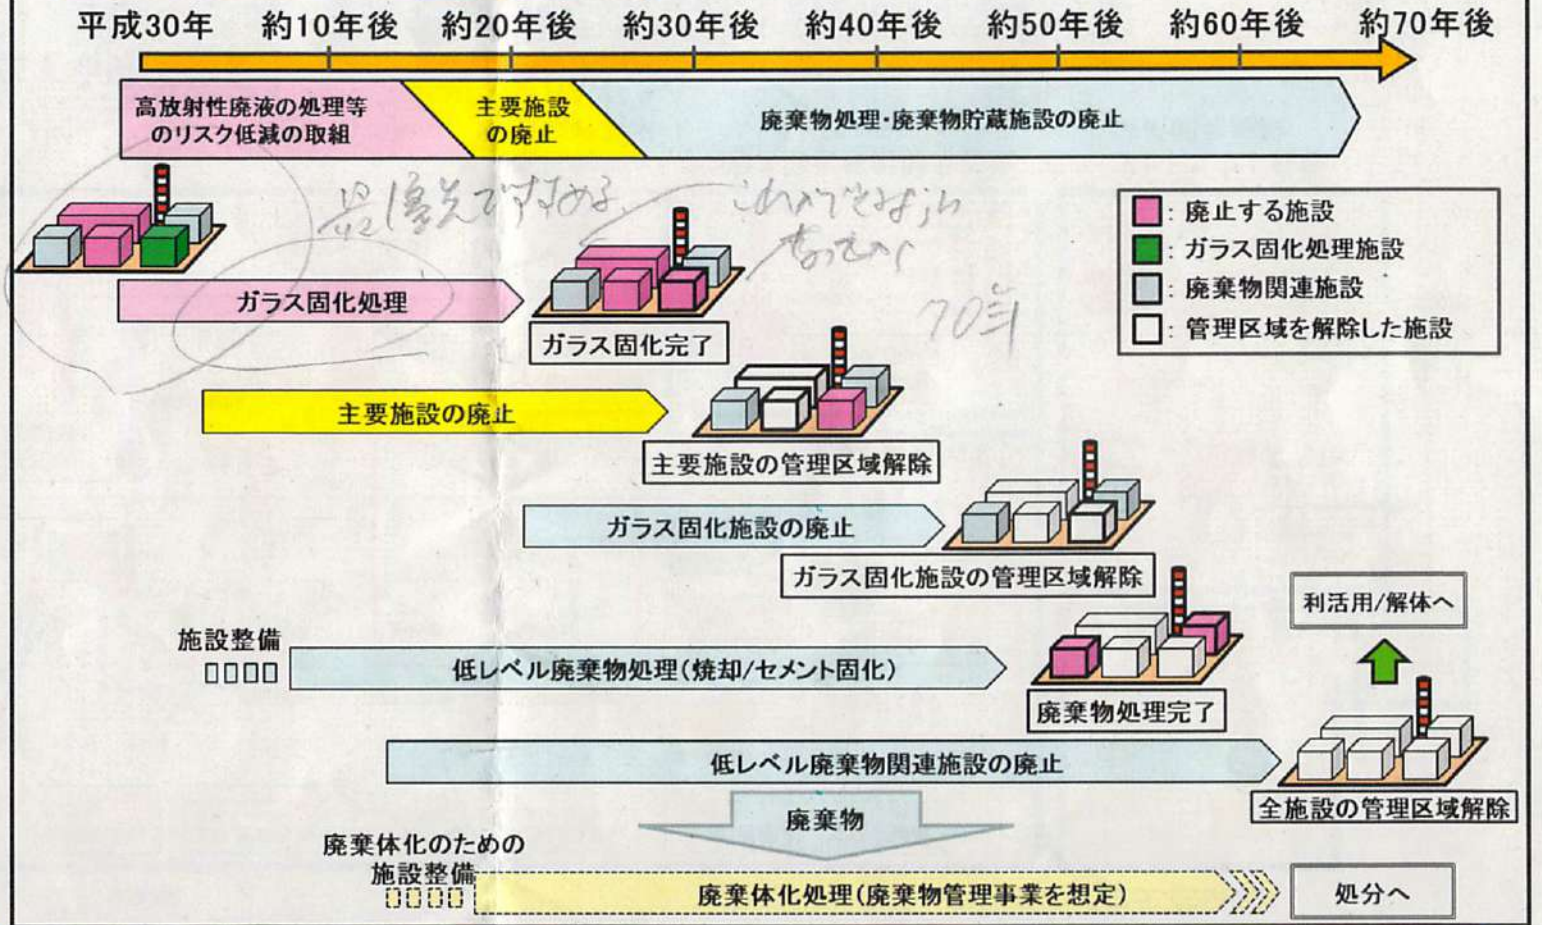 平成30年 約10年後 約20年後 約30年後 約40年後 約50年後 約60年後 約70年後
高放射性廃液の処理等
のリスク低減の取組
主要施設
の廃止
廃棄物処理・廃棄物貯蔵施設の廃止
最優先ですすめる
:廃止する施設
:ガラス固化処理施設
:廃棄物関連施設
:管理区域を解除した施設
ガラス固化処理
70年
ガラス固化完了
主要施設の廃止
主要施設の管理区域解除
ガラス固化施設の廃止
ガラス固化施設の管理区域解除
利活用/解体へ
施設整備
低レベル廃棄物処理(焼却/セメント固化)
廃棄物処理完了
低レベル廃棄物関連施設の廃止
全施設の管理区域解除
廃棄物
廃棄体化のための
施設整備
廃棄体化処理(廃棄物管理事業を想定)
処分へ